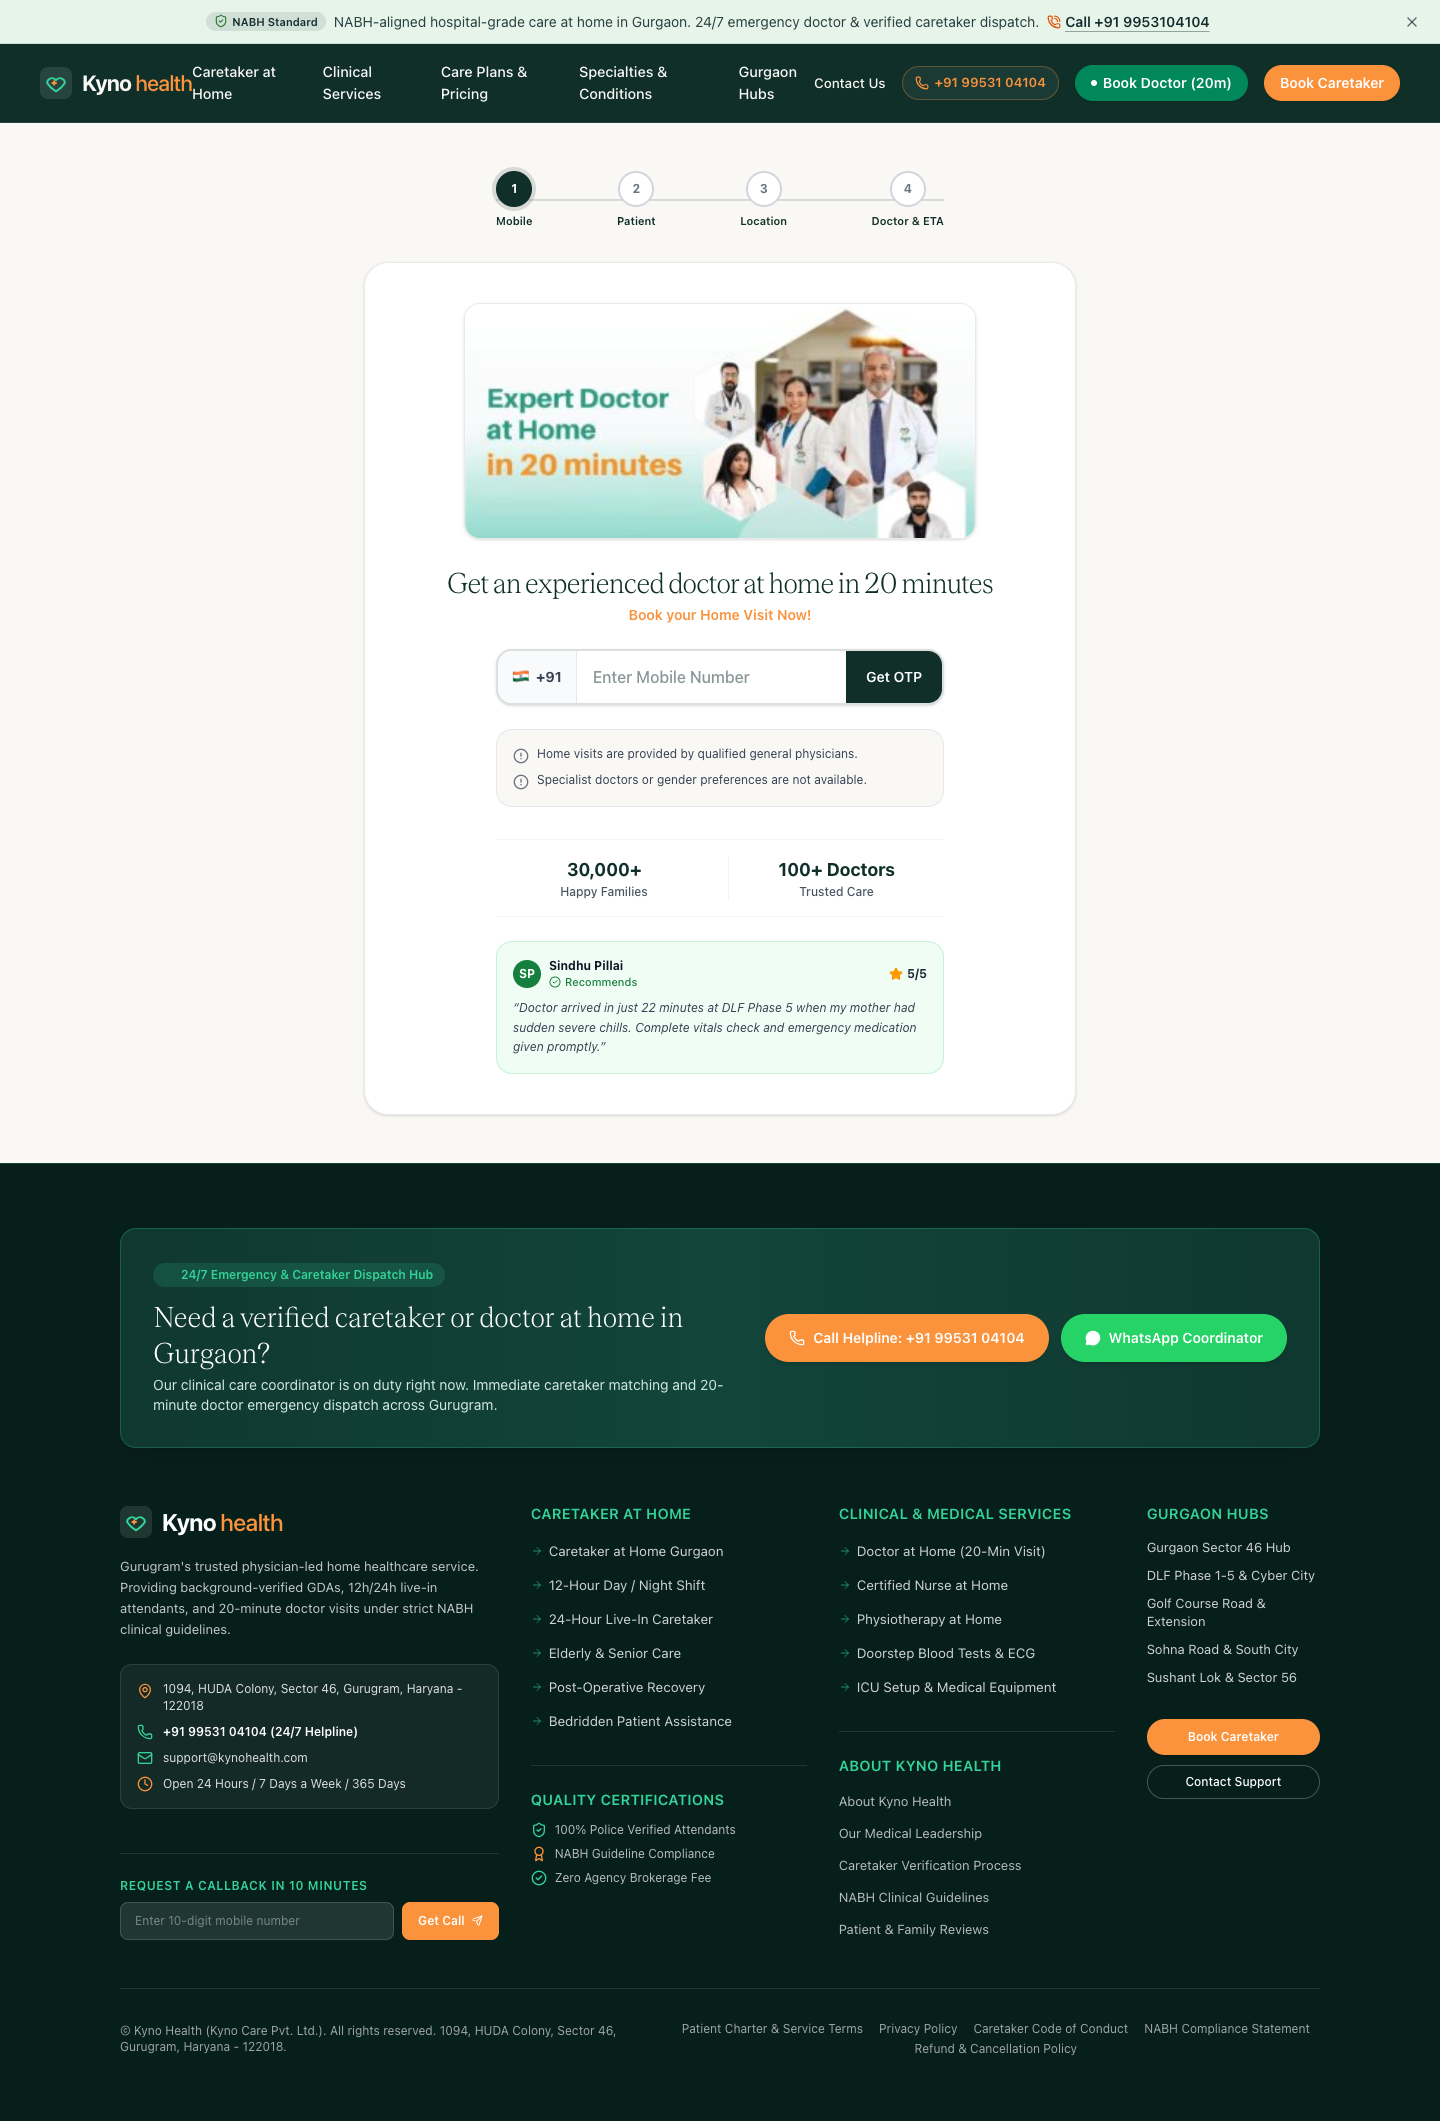 NABH Standard NABH-aligned hospital-grade care at home in Gurgaon. 24/7 emergency doctor & verified caretaker dispatch. Call +91 9953104104
Kyno health
Caretaker at
Home
Clinical
Services
Care Plans &
Pricing
Specialties &
Conditions
Gurgaon
Hubs
Contact Us
+91 99531 04104
Book Doctor (20m)
Book Caretaker
1
2
3
4
Mobile
Patient
Location
Doctor & ETA
Expert Doctor
at Home
in 20 minutes
Get an experienced doctor at home in 20 minutes
Book your Home Visit Now!
+91
Enter Mobile Number
Get OTP
Home visits are provided by qualified general physicians.
Specialist doctors or gender preferences are not available.
30,000+
Happy Families
100+ Doctors
Trusted Care
SP
Sindhu Pillai
Recommends
5/5
“Doctor arrived in just 22 minutes at DLF Phase 5 when my mother had
sudden severe chills. Complete vitals check and emergency medication
given promptly.”
24/7 Emergency & Caretaker Dispatch Hub
Need a verified caretaker or doctor at home in
Gurgaon?
Our clinical care coordinator is on duty right now. Immediate caretaker matching and 20-
minute doctor emergency dispatch across Gurugram.
Call Helpline: +91 99531 04104
WhatsApp Coordinator
Kyno health
Gurugram's trusted physician-led home healthcare service.
Providing background-verified GDAs, 12h/24h live-in
attendants, and 20-minute doctor visits under strict NABH
clinical guidelines.
1094, HUDA Colony, Sector 46, Gurugram, Haryana -
122018
+91 99531 04104 (24/7 Helpline)
support@kynohealth.com
Open 24 Hours / 7 Days a Week / 365 Days
REQUEST A CALLBACK IN 10 MINUTES
Enter 10-digit mobile number
Get Call
CARETAKER AT HOME
Caretaker at Home Gurgaon
12-Hour Day / Night Shift
24-Hour Live-In Caretaker
Elderly & Senior Care
Post-Operative Recovery
Bedridden Patient Assistance
QUALITY CERTIFICATIONS
100% Police Verified Attendants
NABH Guideline Compliance
Zero Agency Brokerage Fee
CLINICAL & MEDICAL SERVICES
Doctor at Home (20-Min Visit)
Certified Nurse at Home
Physiotherapy at Home
Doorstep Blood Tests & ECG
ICU Setup & Medical Equipment
ABOUT KYNO HEALTH
About Kyno Health
Our Medical Leadership
Caretaker Verification Process
NABH Clinical Guidelines
Patient & Family Reviews
GURGAON HUBS
Gurgaon Sector 46 Hub
DLF Phase 1-5 & Cyber City
Golf Course Road &
Extension
Sohna Road & South City
Sushant Lok & Sector 56
Book Caretaker
Contact Support
© Kyno Health (Kyno Care Pvt. Ltd.). All rights reserved. 1094, HUDA Colony, Sector 46,
Gurugram, Haryana - 122018.
Patient Charter & Service Terms
Privacy Policy
Caretaker Code of Conduct
NABH Compliance Statement
Refund & Cancellation Policy